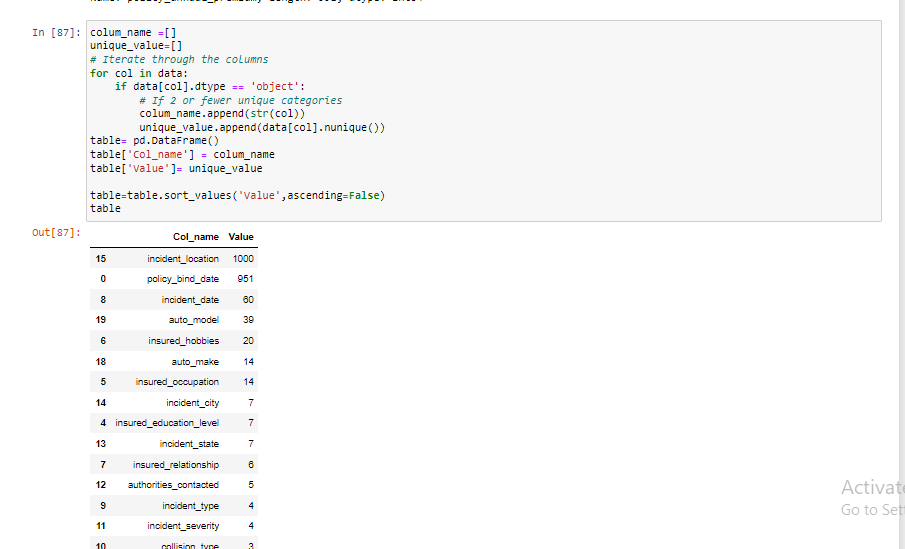 In [87]: colum_name =[]
unique_value=[]
# Iterate through the columns
for col in data:
    if data[col].dtype == 'object':
        # If 2 or fewer unique categories
        colum_name.append(str(col))
        unique_value.append(data[col].nunique())
table= pd.DataFrame()
table['Col_name'] = colum_name
table['Value']= unique_value
table=table.sort_values('Value',ascending=False)
table
Out[87]:
Col_name Value
15 incident_location 1000
0 policy_bind_date 951
8 incident_date 60
19 auto_model 39
6 insured_hobbies 20
18 auto_make 14
5 insured_occupation 14
14 incident_city 7
4 insured_education_level 7
13 incident_state 7
7 insured_relationship 6
12 authorities_contacted 5
9 incident_type 4
11 incident_severity 4
10 collision_type 3
Activate
Go to Set